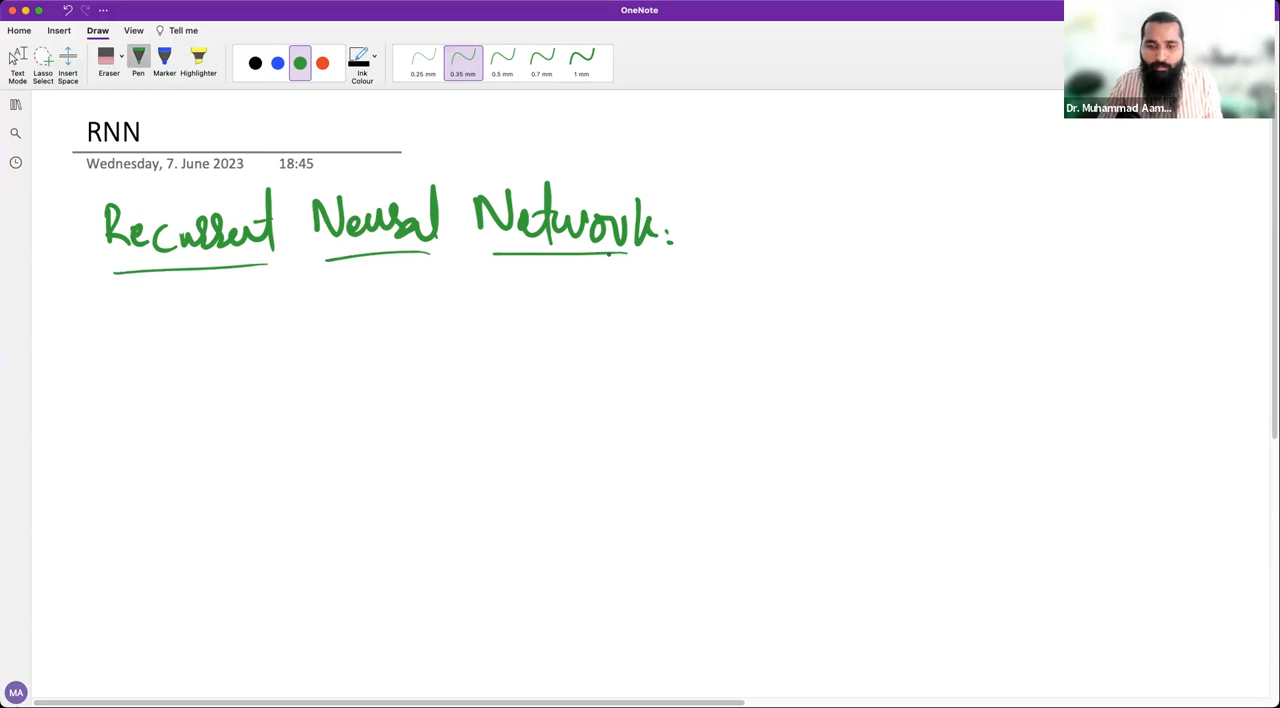 OneNote
Home Insert Draw View Tell me
Text Mode
Lasso Select
Insert Space
Eraser
Pen
Marker
Highlighter
Ink Colour
0.25 mm
0.35 mm
0.5 mm
0.7 mm
1 mm
Dr. Muhammad Aam...
RNN
Wednesday, 7. June 2023 18:45
Recurrent Neural Network:
MA